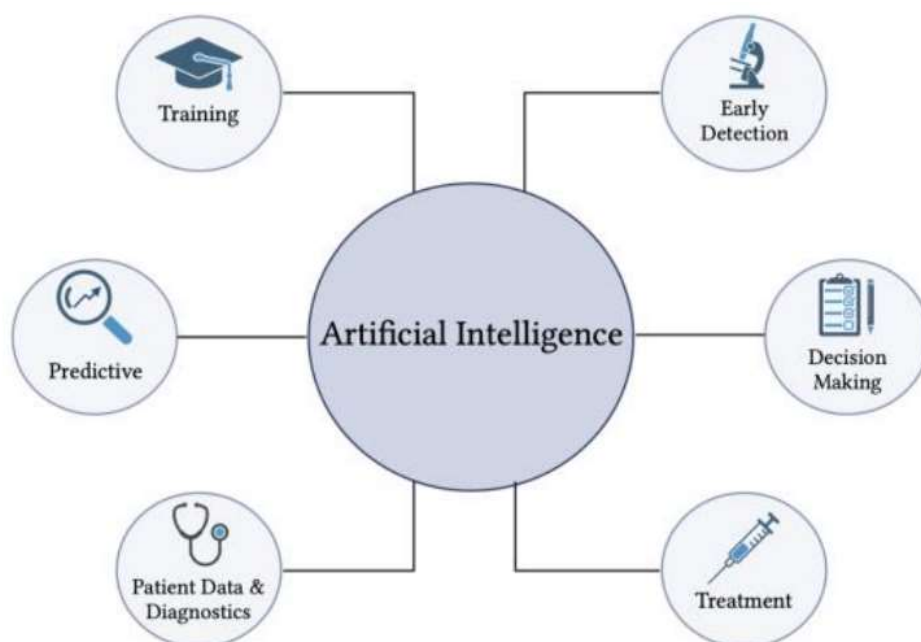 Training
Early
Detection
Predictive
Artificial Intelligence
Decision
Making
Patient Data &
Diagnostics
Treatment